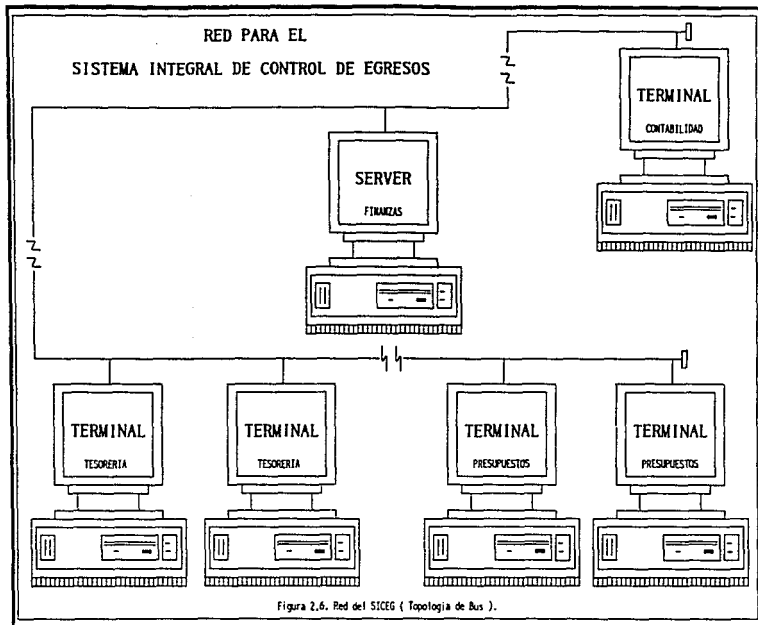 RED PARA EL
SISTEMA INTEGRAL DE CONTROL DE EGRESOS
TERMINAL
CONTABILIDAD
SERVER
FINANZAS
TERMINAL
TESORERIA
TERMINAL
TESORERIA
TERMINAL
PRESUPUESTOS
TERMINAL
PRESUPUESTOS
Figura 2.6. Red del SICEG ( Topologia de Bus ).